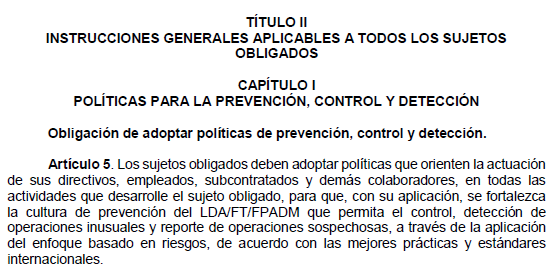 TÍTULO II
INSTRUCCIONES GENERALES APLICABLES A TODOS LOS SUJETOS
OBLIGADOS
CAPÍTULO I
POLÍTICAS PARA LA PREVENCIÓN, CONTROL Y DETECCIÓN
Obligación de adoptar políticas de prevención, control y detección.
Artículo 5. Los sujetos obligados deben adoptar políticas que orienten la actuación
de sus directivos, empleados, subcontratados y demás colaboradores, en todas las
actividades que desarrolle el sujeto obligado, para que, con su aplicación, se fortalezca
la cultura de prevención del LDA/FT/FPADM que permita el control, detección de
operaciones inusuales y reporte de operaciones sospechosas, a través de la aplicación
del enfoque basado en riesgos, de acuerdo con las mejores prácticas y estándares
internacionales.